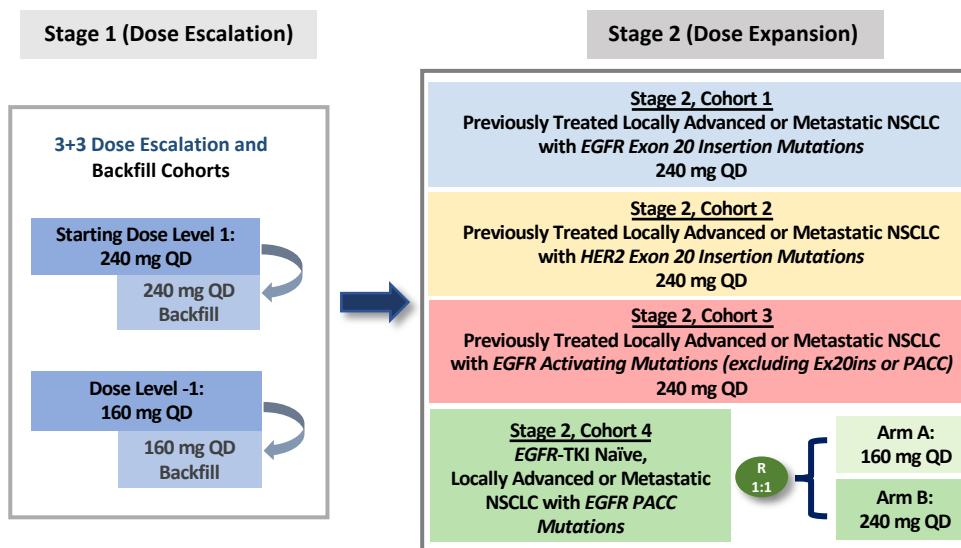 Stage 1 (Dose Escalation)
Stage 2 (Dose Expansion)
3+3 Dose Escalation and
Backfill Cohorts
Starting Dose Level 1:
240 mg QD
240 mg QD
Backfill
Dose Level -1:
160 mg QD
160 mg QD
Backfill
Stage 2, Cohort 1
Previously Treated Locally Advanced or Metastatic NSCLC
with EGFR Exon 20 Insertion Mutations
240 mg QD
Stage 2, Cohort 2
Previously Treated Locally Advanced or Metastatic NSCLC
with HER2 Exon 20 Insertion Mutations
240 mg QD
Stage 2, Cohort 3
Previously Treated Locally Advanced or Metastatic NSCLC
with EGFR Activating Mutations (excluding Ex20ins or PACC)
240 mg QD
Stage 2, Cohort 4
EGFR-TKI Naïve,
Locally Advanced or Metastatic
NSCLC with EGFR PACC
Mutations
R
1:1
Arm A:
160 mg QD
Arm B:
240 mg QD